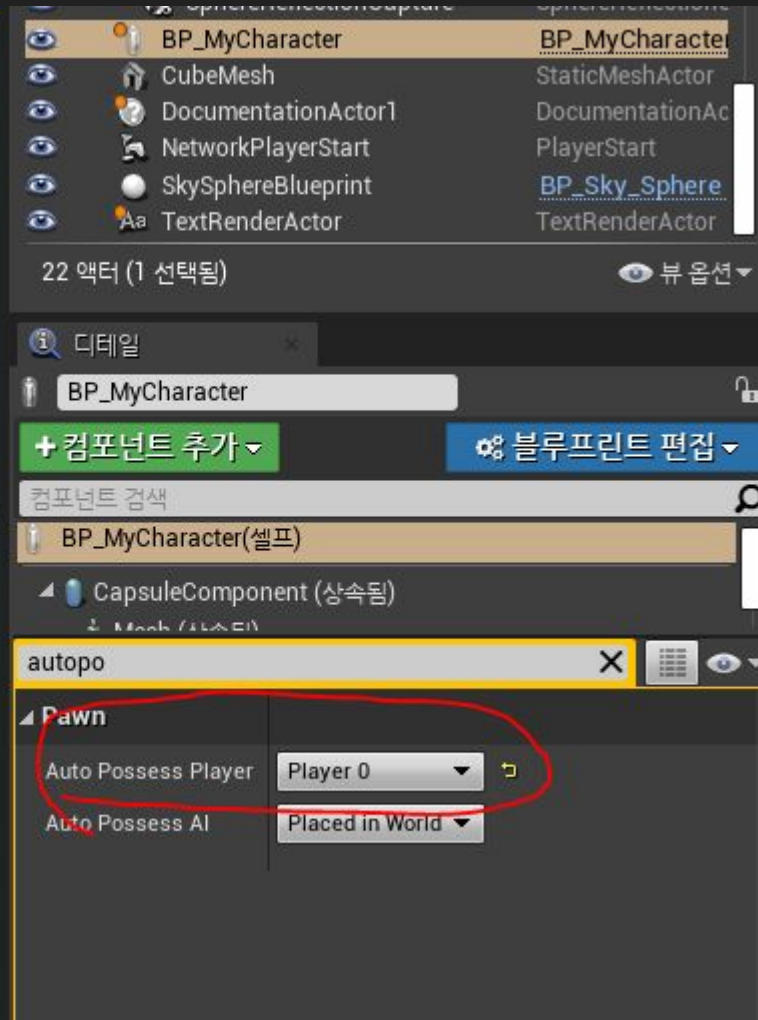 BP_MyCharacter BP_MyCharacter
CubeMesh StaticMeshActor
DocumentationActor1 DocumentationAc
NetworkPlayerStart PlayerStart
SkySphereBlueprint BP_Sky_Sphere
Aa TextRenderActor TextRenderActor
22 액터 (1 선택됨) 뷰 옵션
디테일
BP_MyCharacter
+컴포넌트 추가 블루프린트 편집
컴포넌트 검색
BP_MyCharacter(셀프)
CapsuleComponent (상속됨)
autopo
Pawn
Auto Possess Player Player 0
Auto Possess AI Placed in World